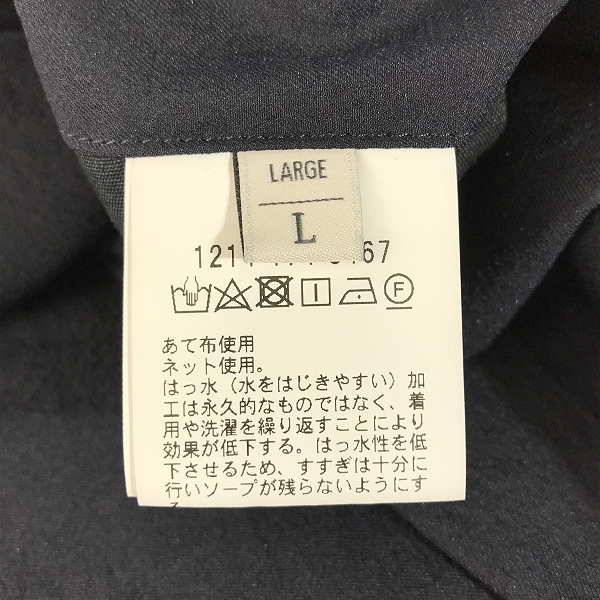 LARGE
L
あて布使用
ネット使用。
はっ水（水をはじきやすい）加
工は永久的なものではなく、着
用や洗濯を繰り返すことにより
効果が低下する。はっ水性を低
下させるため、すすぎは十分に
行いソープが残らないようにす